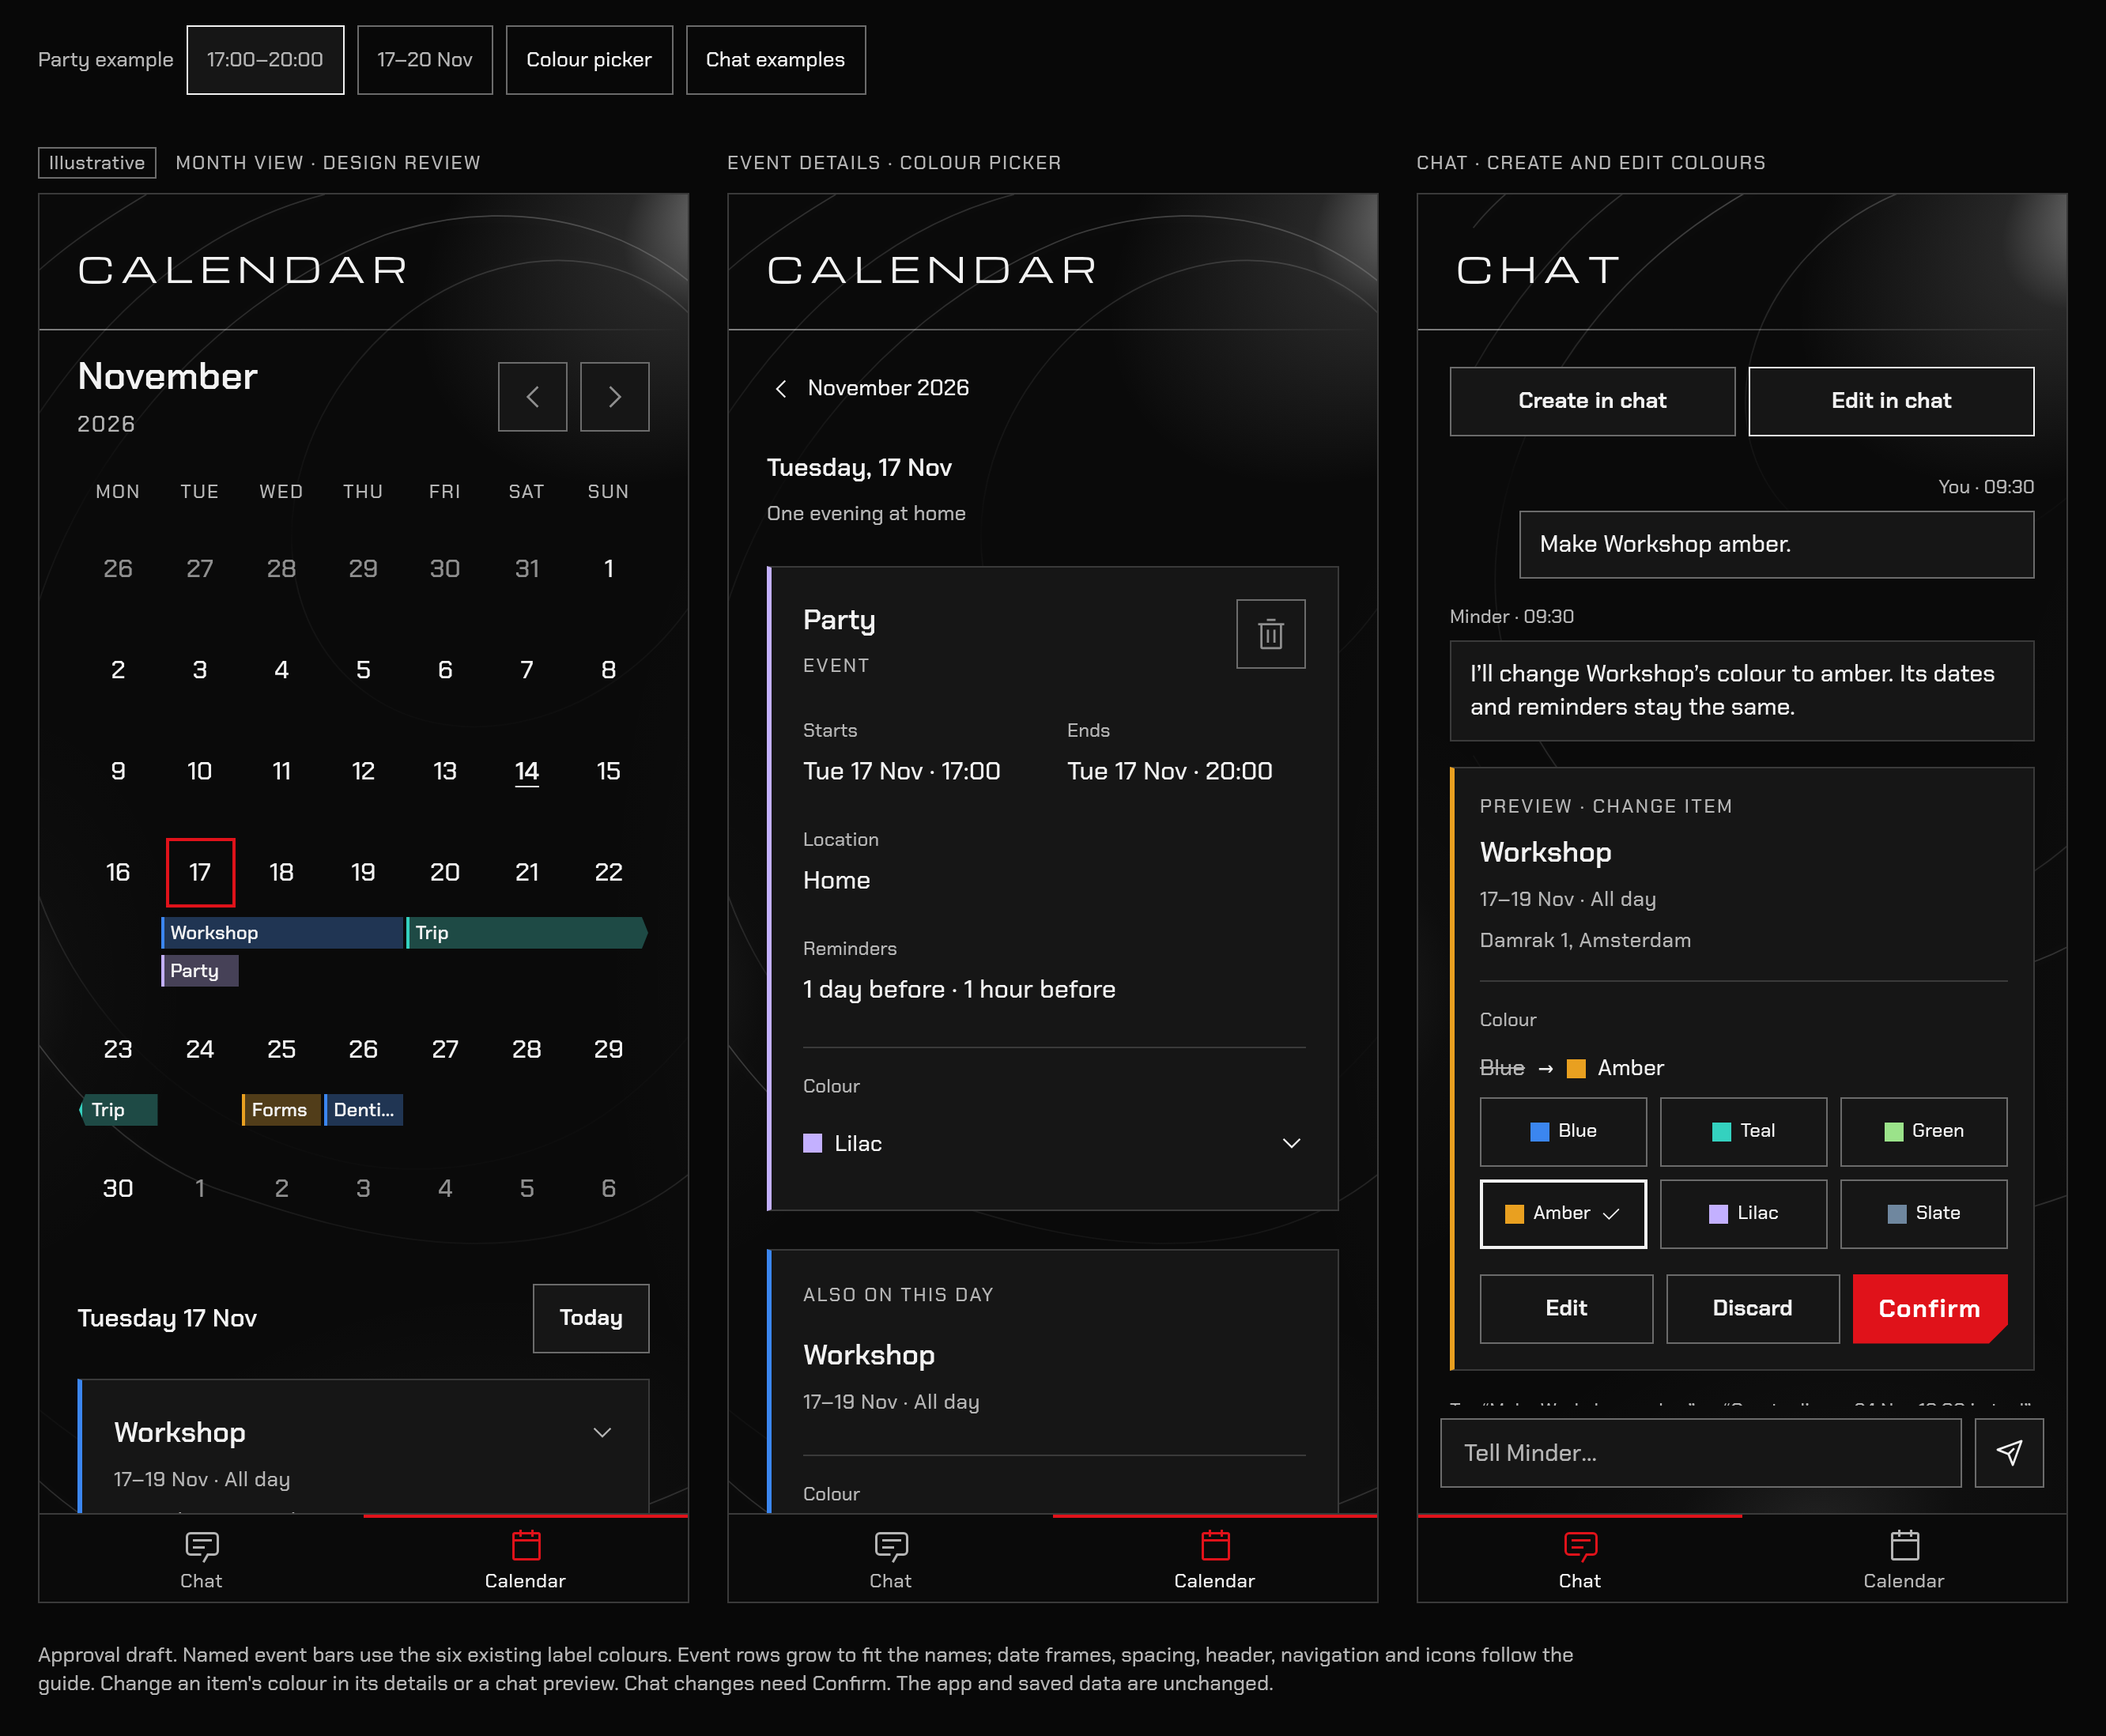 Party example 17:00–20:00 17–20 Nov Colour picker Chat examples
Illustrative MONTH VIEW · DESIGN REVIEW
CALENDAR
November
2026
MON TUE WED THU FRI SAT SUN
26 27 28 29 30 31 1
2 3 4 5 6 7 8
9 10 11 12 13 14 15
16 17 18 19 20 21 22
Workshop Trip
Party
23 24 25 26 27 28 29
Trip Forms Denti...
30 1 2 3 4 5 6
Tuesday 17 Nov Today
Workshop
17–19 Nov · All day
Chat Calendar
EVENT DETAILS · COLOUR PICKER
CALENDAR
November 2026
Tuesday, 17 Nov
One evening at home
Party
EVENT
Starts Ends
Tue 17 Nov · 17:00 Tue 17 Nov · 20:00
Location
Home
Reminders
1 day before · 1 hour before
Colour
Lilac
ALSO ON THIS DAY
Workshop
17–19 Nov · All day
Colour
Chat Calendar
CHAT · CREATE AND EDIT COLOURS
CHAT
Create in chat Edit in chat
You · 09:30
Make Workshop amber.
Minder · 09:30
I’ll change Workshop’s colour to amber. Its dates
and reminders stay the same.
PREVIEW · CHANGE ITEM
Workshop
17–19 Nov · All day
Damrak 1, Amsterdam
Colour
Blue → Amber
Blue Teal Green
Amber Lilac Slate
Edit Discard Confirm
Tell Minder...
Chat Calendar
Approval draft. Named event bars use the six existing label colours. Event rows grow to fit the names; date frames, spacing, header, navigation and icons follow the
guide. Change an item's colour in its details or a chat preview. Chat changes need Confirm. The app and saved data are unchanged.